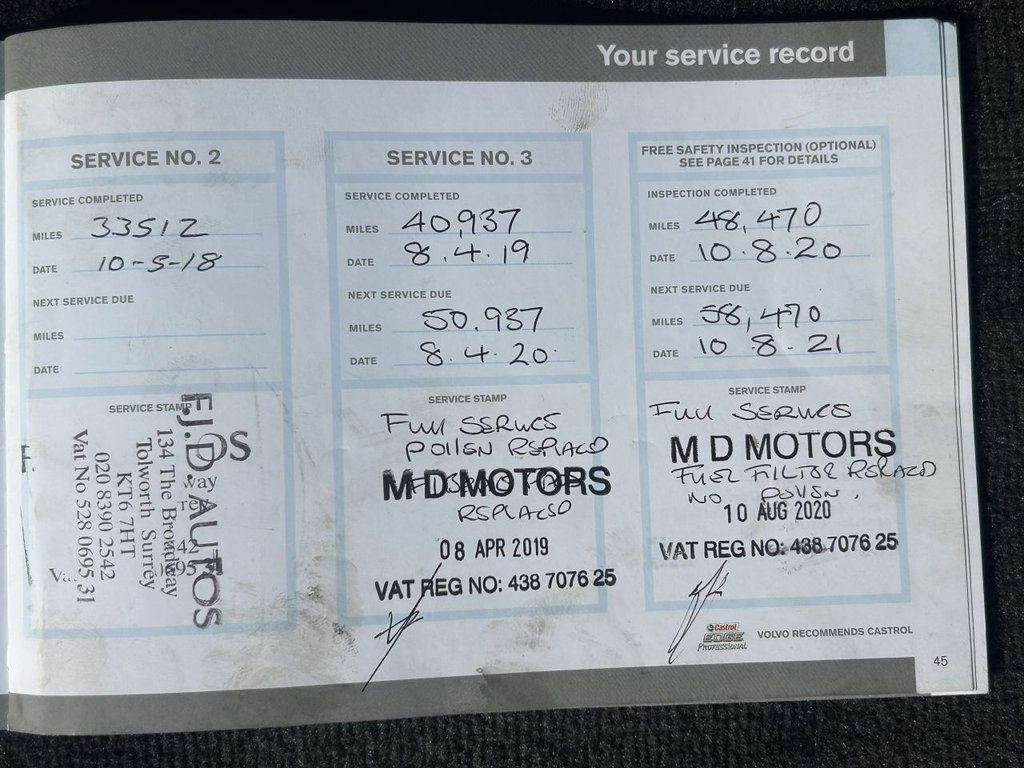 Your service record
SERVICE NO. 2
SERVICE COMPLETED
MILES 33512
DATE 10-5-18
NEXT SERVICE DUE
MILES
DATE
SERVICE STAMP
F.J.D. AUTOS
134 The Broadway
Tolworth Surrey
KT6 7HT
020 8390 2542
Vat No 528 0695 31
SERVICE NO. 3
SERVICE COMPLETED
MILES 40,937
DATE 8.4.19
NEXT SERVICE DUE
MILES 50.937
DATE 8.4.20
SERVICE STAMP
FULL SERVICE
POLLEN REPLACED
M D MOTORS
REPLACED
08 APR 2019
VAT REG NO: 438 7076 25
FREE SAFETY INSPECTION (OPTIONAL)
SEE PAGE 41 FOR DETAILS
INSPECTION COMPLETED
MILES 48,470
DATE 10.8.20
NEXT SERVICE DUE
MILES 58,470
DATE 10 8.21
SERVICE STAMP
FULL SERVICE
M D MOTORS
FUEL FILTER REPLACED
NO POLLEN.
10 AUG 2020
VAT REG NO: 438 7076 25
Castrol
EDGE
PROFESSIONAL
VOLVO RECOMMENDS CASTROL
45